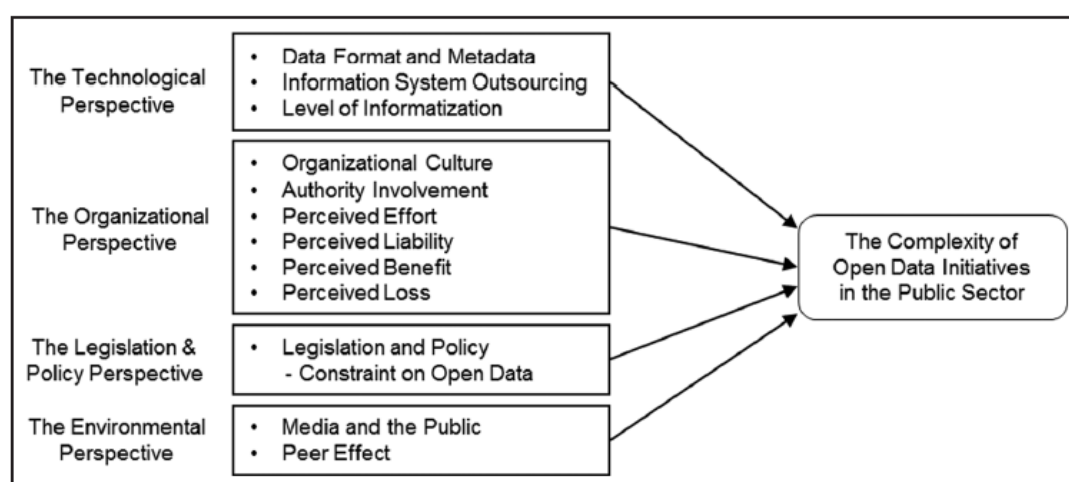 The Technological
Perspective
• Data Format and Metadata
• Information System Outsourcing
• Level of Informatization
The Organizational
Perspective
• Organizational Culture
• Authority Involvement
• Perceived Effort
• Perceived Liability
• Perceived Benefit
• Perceived Loss
The Legislation &
Policy Perspective
• Legislation and Policy
- Constraint on Open Data
The Environmental
Perspective
• Media and the Public
• Peer Effect
The Complexity of
Open Data Initiatives
in the Public Sector